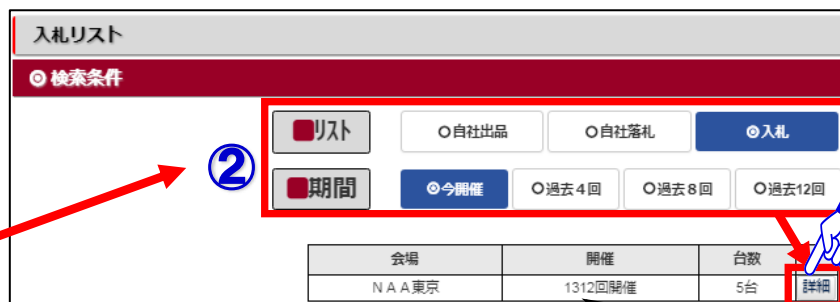 入札リスト
◎ 検索条件
②
■リスト ○自社出品 ○自社落札 ◎入札
■期間 ◎今開催 ○過去4回 ○過去8回 ○過去12回
会場 開催 台数
NAA東京 1312回開催 5台 詳細